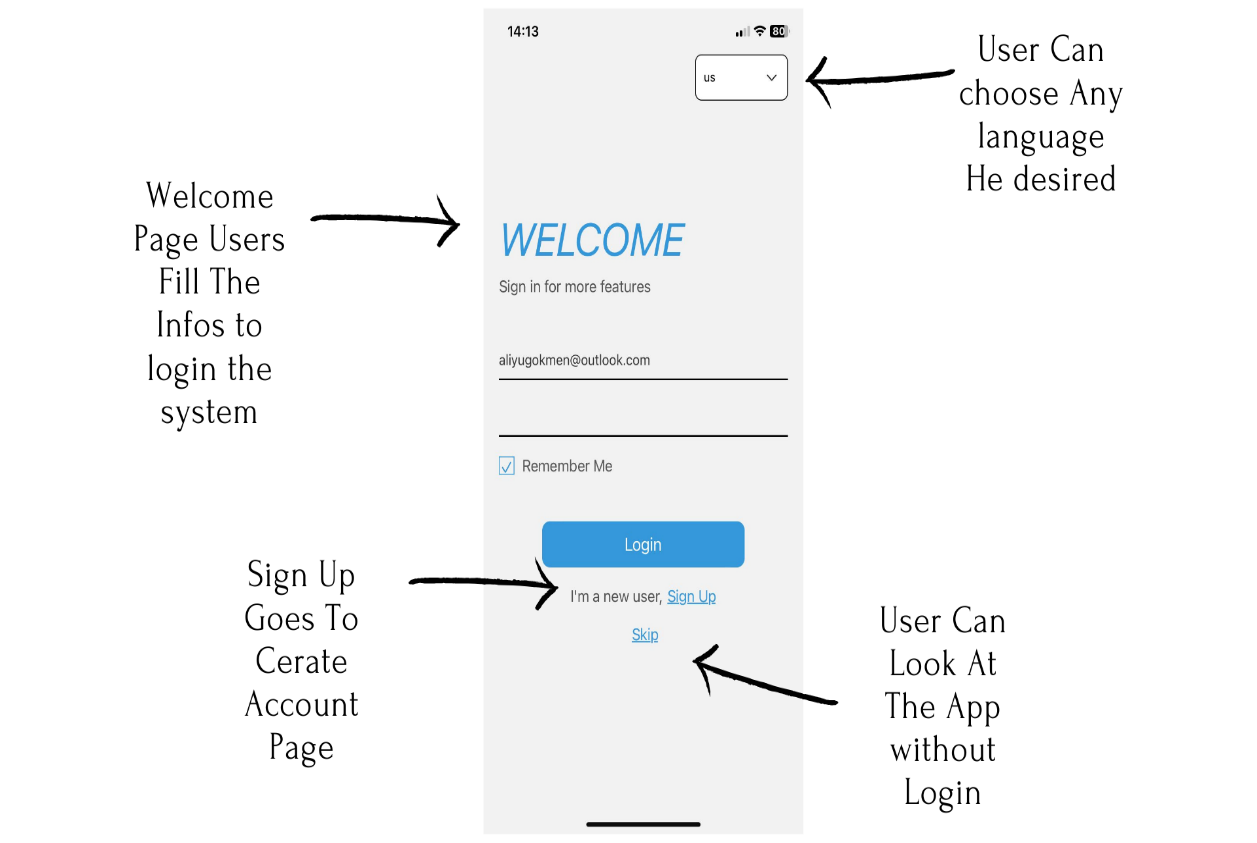 14:13
80
us
User Can
choose Any
language
He desired
Welcome
Page Users
Fill The
Infos to
login the
system
WELCOME
Sign in for more features
aliyugokmen@outlook.com
Remember Me
Login
I'm a new user, Sign Up
Skip
Sign Up
Goes To
Cerate
Account
Page
User Can
Look At
The App
without
Login